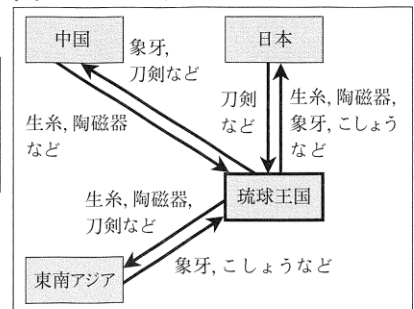 中国
日本
象牙,
刀剣など
刀剣
など
生糸, 陶磁器,
象牙, こしょう
など
生糸, 陶磁器
など
琉球王国
生糸, 陶磁器,
刀剣など
東南アジア
象牙, こしょうなど